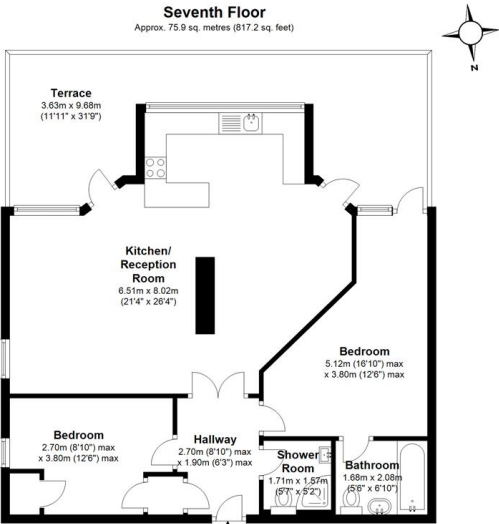 Seventh Floor
Approx. 75.9 sq. metres (817.2 sq. feet)
N
Terrace
3.63m x 9.68m
(11'11" x 31'9")
Kitchen/
Reception
Room
6.51m x 8.02m
(21'4" x 26'4")
Bedroom
5.12m (16'10") max
x 3.80m (12'6") max
Bedroom
2.70m (8'10") max
x 3.80m (12'6") max
Hallway
2.70m (8'10") max
x 1.90m (6'3") max
Shower
Room
1.71m x 1.57m
(5'7" x 5'2")
Bathroom
1.68m x 2.08m
(5'6" x 6'10")